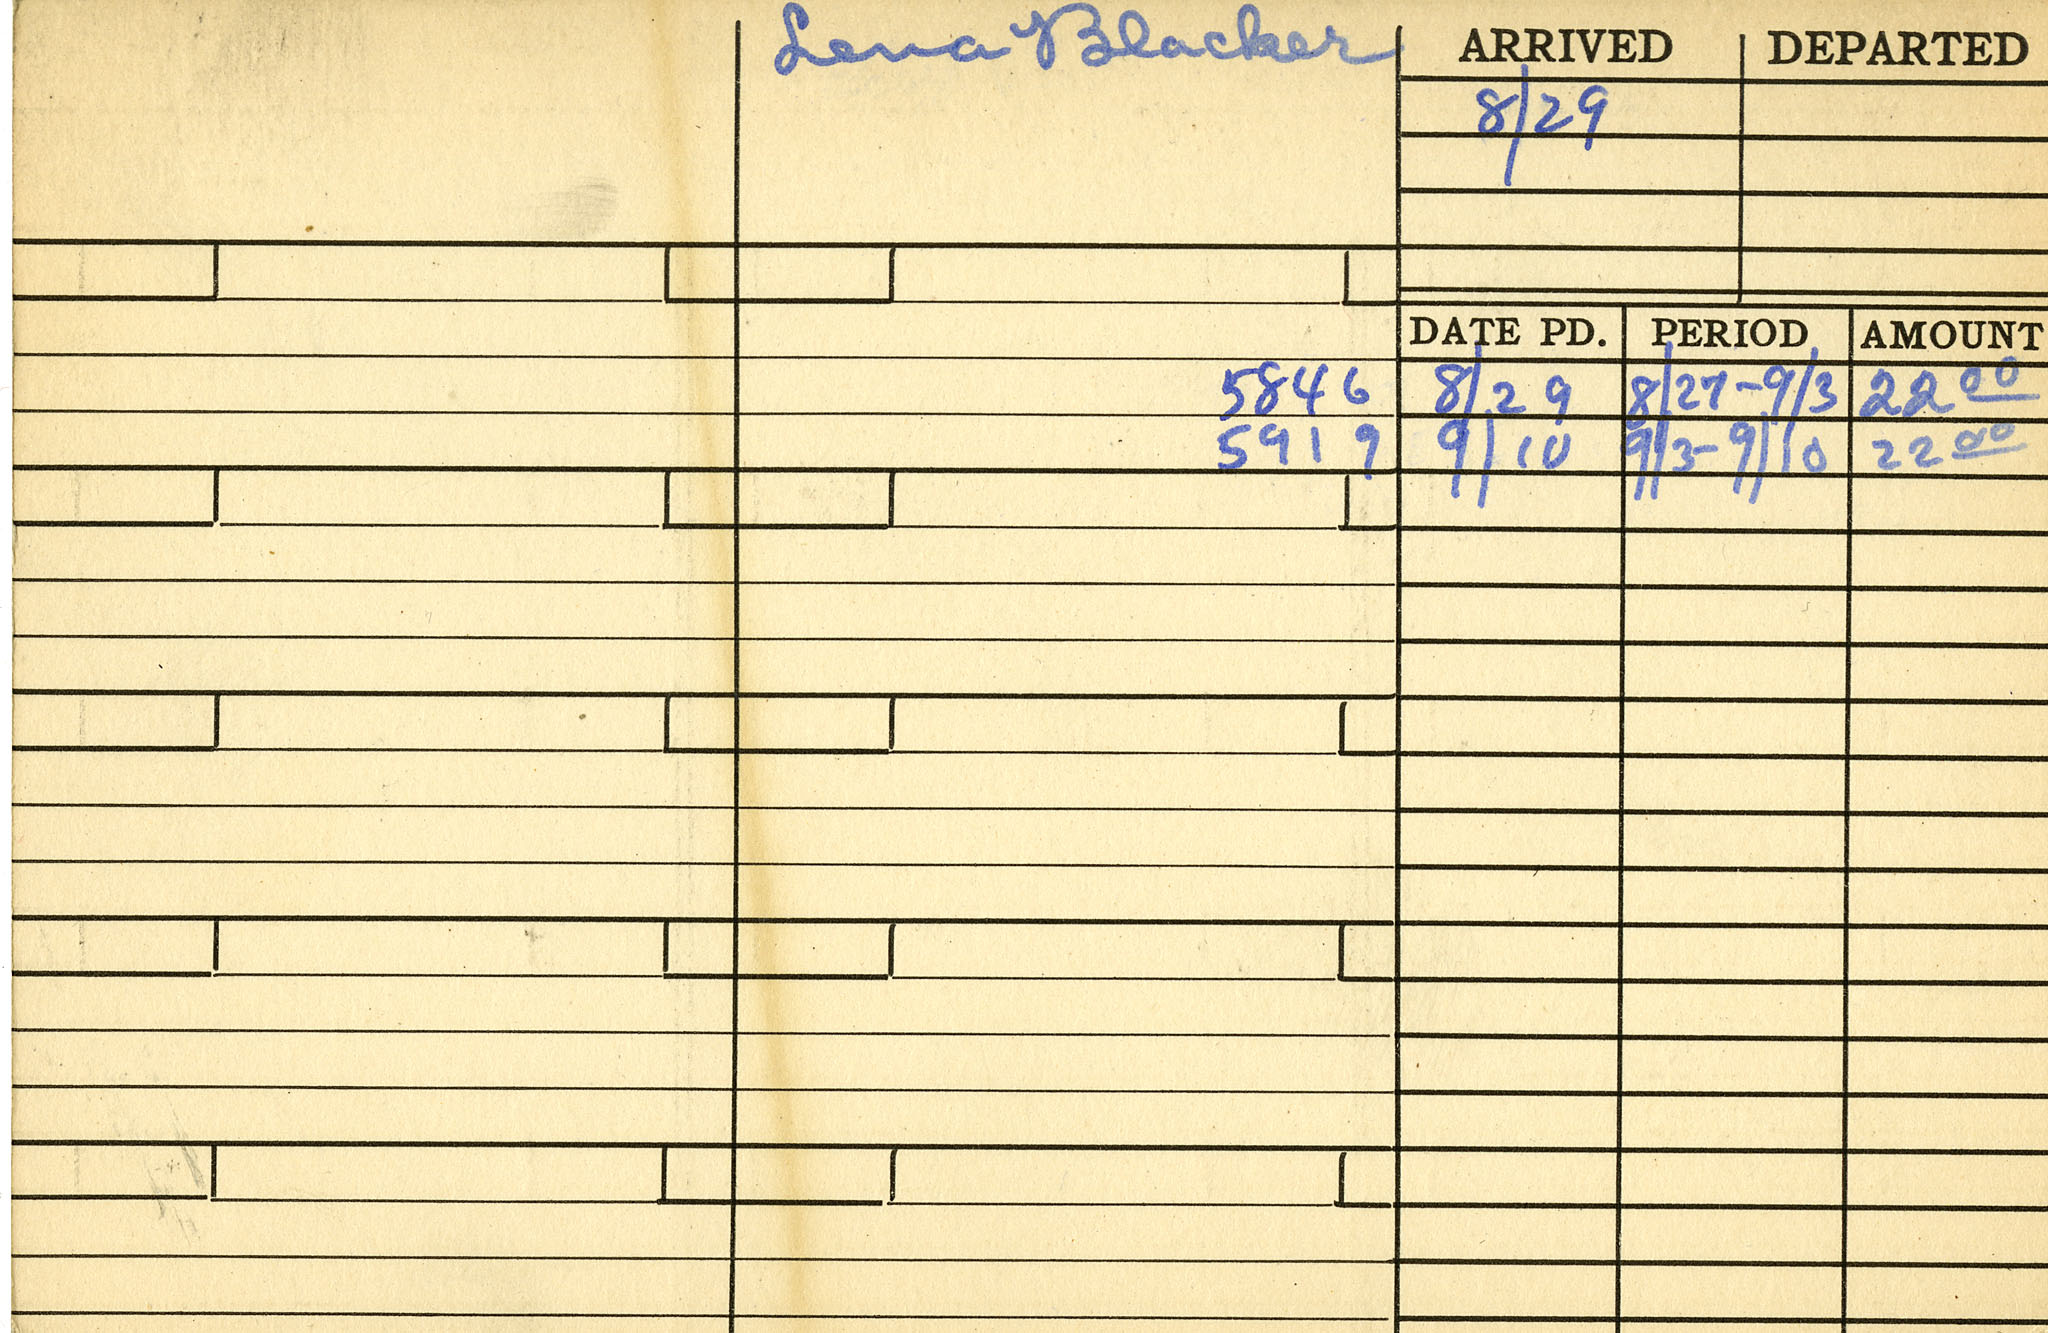 Lena Blacker
ARRIVED DEPARTED
8/29
DATE PD. PERIOD AMOUNT
5846 8/29 8/27-9/3 22 00
5919 9/10 9/3-9/10 22 00